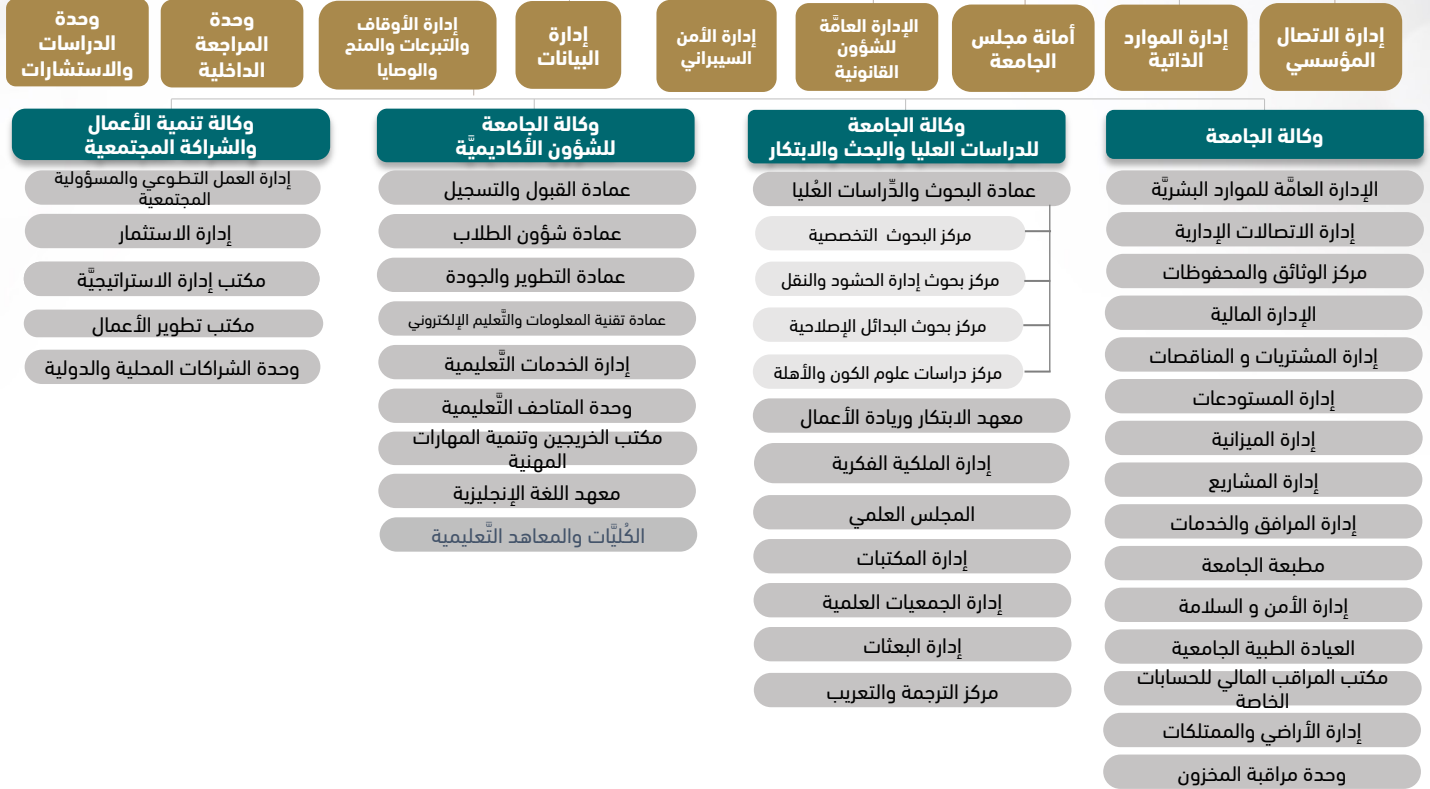 إدارة الاتصال
المؤسسي
إدارة الموارد
الذاتية
أمانة مجلس
الجامعة
الإدارة العامَّة
للشؤون
القانونية
إدارة الأمن
السيبراني
إدارة
البيانات
إدارة الأوقاف
والتبرعات والمنح
والوصايا
وحدة
المراجعة
الداخلية
وحدة
الدراسات
والاستشارات
وكالة الجامعة
الإدارة العامَّة للموارد البشريَّة
إدارة الاتصالات الإدارية
مركز الوثائق والمحفوظات
الإدارة المالية
إدارة المشتريات و المناقصات
إدارة المستودعات
إدارة الميزانية
إدارة المشاريع
إدارة المرافق والخدمات
مطبعة الجامعة
إدارة الأمن و السلامة
العيادة الطبية الجامعية
مكتب المراقب المالي للحسابات
الخاصة
إدارة الأراضي والممتلكات
وحدة مراقبة المخزون
وكالة الجامعة
للدراسات العليا والبحث والابتكار
عمادة البحوث والدِّراسات العُليا
مركز البحوث التخصصية
مركز بحوث إدارة الحشود والنقل
مركز بحوث البدائل الإصلاحية
مركز دراسات علوم الكون والأهلة
معهد الابتكار وريادة الأعمال
إدارة الملكية الفكرية
المجلس العلمي
إدارة المكتبات
إدارة الجمعيات العلمية
إدارة البعثات
مركز الترجمة والتعريب
وكالة الجامعة
للشؤون الأكاديميَّة
عمادة القبول والتسجيل
عمادة شؤون الطلاب
عمادة التطوير والجودة
عمادة تقنية المعلومات والتَّعليم الإلكتروني
إدارة الخدمات التَّعليمية
وحدة المتاحف التَّعليمية
مكتب الخريجين وتنمية المهارات
المهنية
معهد اللغة الإنجليزية
الكُليَّات والمعاهد التَّعليمية
وكالة تنمية الأعمال
والشراكة المجتمعية
إدارة العمل التطوعي والمسؤولية
المجتمعية
إدارة الاستثمار
مكتب إدارة الاستراتيجيَّة
مكتب تطوير الأعمال
وحدة الشراكات المحلية والدولية